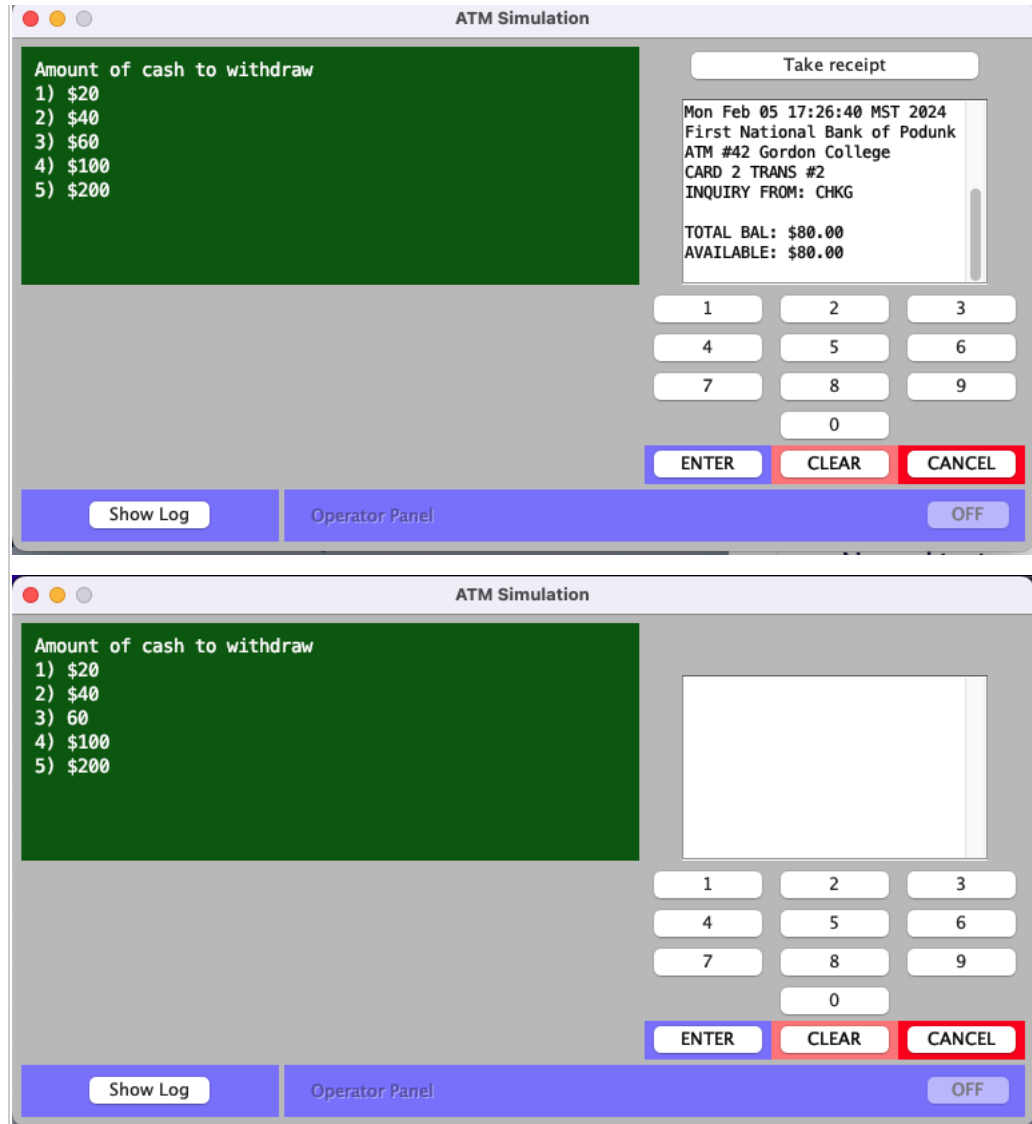 ATM Simulation
Amount of cash to withdraw
1) $20
2) $40
3) $60
4) $100
5) $200
Take receipt
Mon Feb 05 17:26:40 MST 2024
First National Bank of Podunk
ATM #42 Gordon College
CARD 2 TRANS #2
INQUIRY FROM: CHKG
TOTAL BAL: $80.00
AVAILABLE: $80.00
1 2 3
4 5 6
7 8 9
0
ENTER CLEAR CANCEL
Show Log Operator Panel OFF
ATM Simulation
Amount of cash to withdraw
1) $20
2) $40
3) 60
4) $100
5) $200
1 2 3
4 5 6
7 8 9
0
ENTER CLEAR CANCEL
Show Log Operator Panel OFF